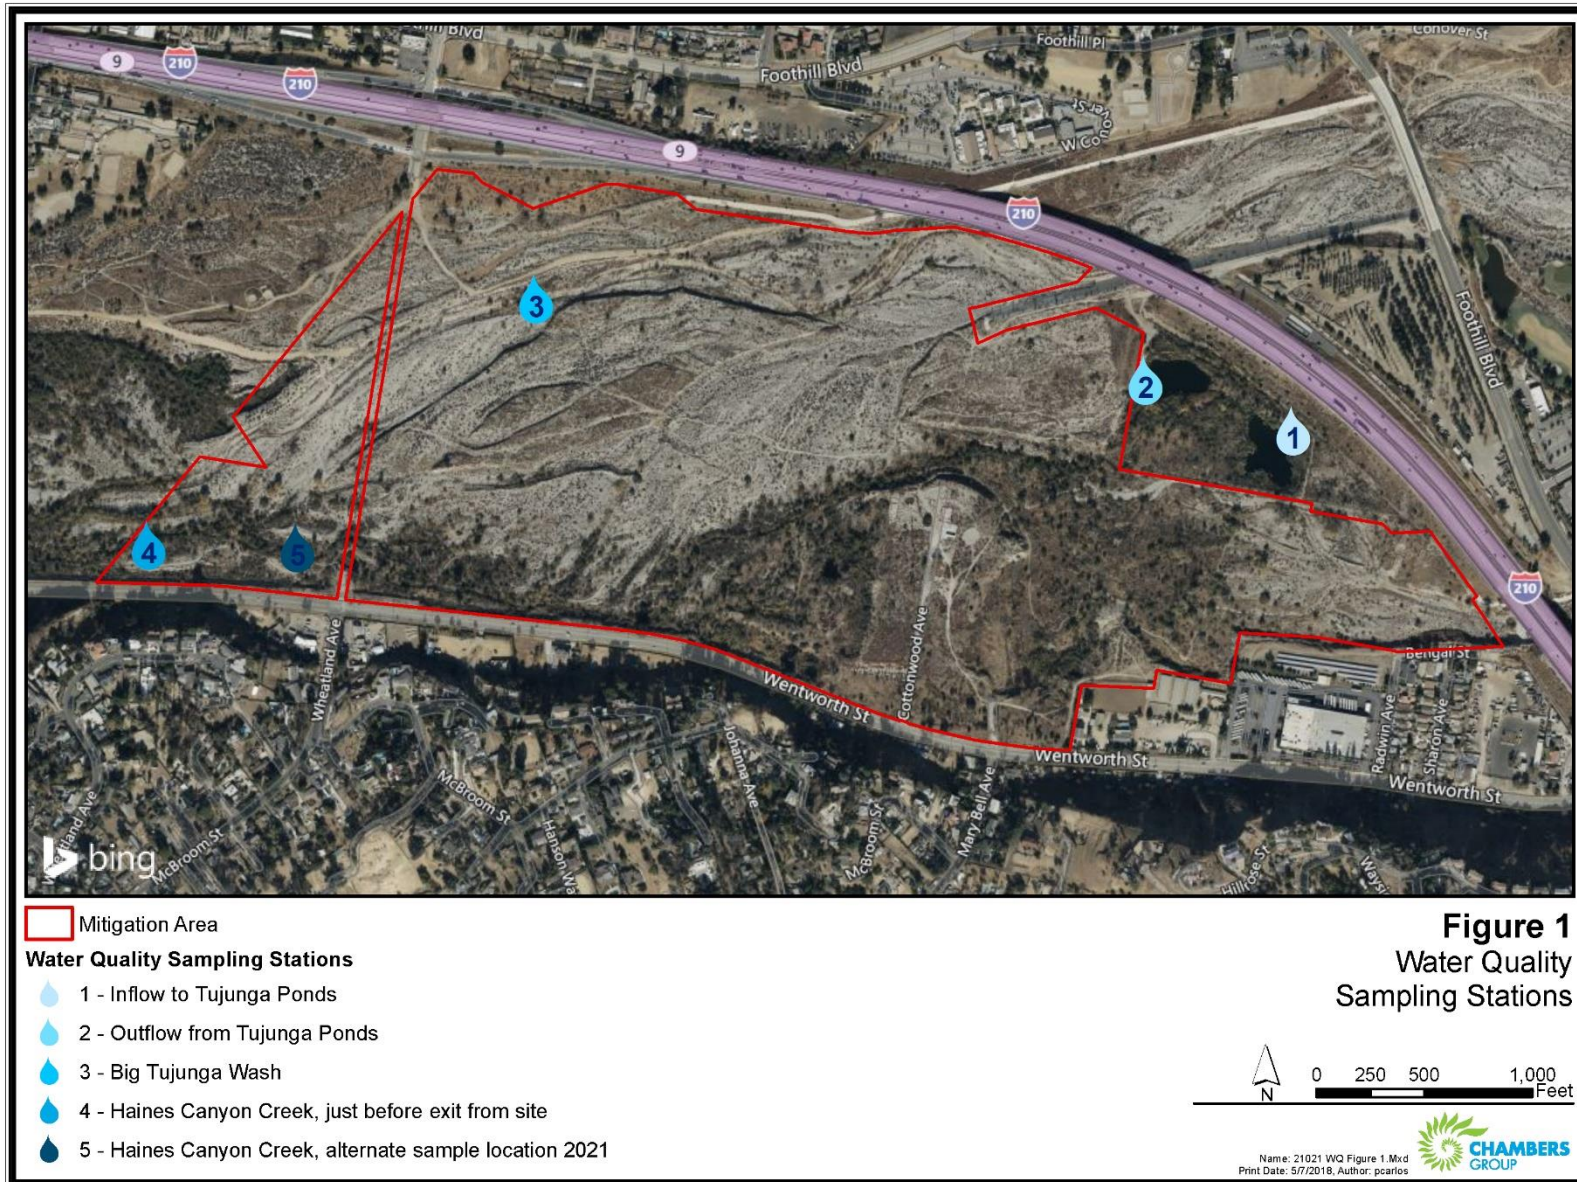 hill Blvd
Foothill Pl
Conover St
9
210
210
Foothill Blvd
W Conover St
9
210
3
2
1
Foothill Blvd
4
5
210
Wheatland Ave
Cottonwood Ave
Wentworth St
Bengal St
Radwin Ave
Sharon Ave
Wentworth St
Wentworth St
McBroom St
Johanna Ave
Mary Bell Ave
McBroom St
Hanson Wa
McBroom St
Hillrose St
Waysi
bing
Mitigation Area
Water Quality Sampling Stations
1 - Inflow to Tujunga Ponds
2 - Outflow from Tujunga Ponds
3 - Big Tujunga Wash
4 - Haines Canyon Creek, just before exit from site
5 - Haines Canyon Creek, alternate sample location 2021
Figure 1
Water Quality
Sampling Stations
N
0 250 500 1,000
Feet
Name: 21021 WQ Figure 1.Mxd
Print Date: 5/7/2018, Author: pcarlos
CHAMBERS
GROUP